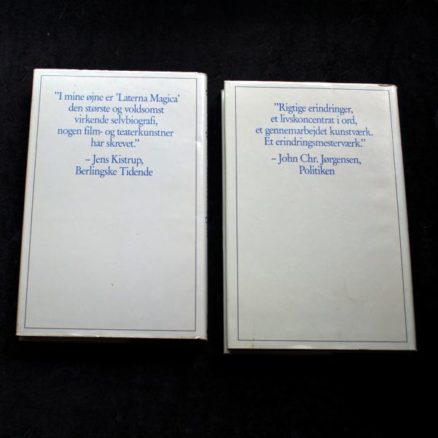 "I mine øjne er 'Laterna Magica'
den største og voldsomst
virkende selvbiografi,
nogen film- og teaterkunstner
har skrevet."
– Jens Kistrup,
Berlingske Tidende
"Rigtige erindringer,
et livskoncentrat i ord,
et gennemarbejdet kunstværk.
Et erindringsmesterværk."
– John Chr. Jørgensen,
Politiken